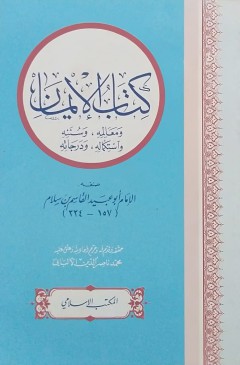 كتاب الإيمان
ومعالمه، وسننه
واستكماله، ودرجاته
صنفه
الإمام أبو عبيد القاسم بن سلام
(١٥٧ - ٢٢٤)
محمد ناصر الدين الألباني
المكتب الإسلامي